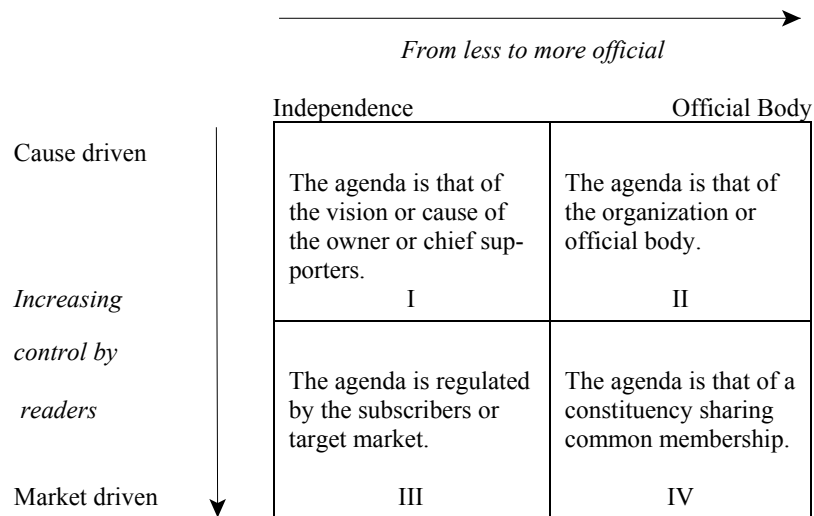 From less to more official
Independence
Official Body
Cause driven
The agenda is that of
the vision or cause of
the owner or chief sup-
porters.
I
The agenda is that of
the organization or
official body.
II
Increasing
control by
readers
The agenda is regulated
by the subscribers or
target market.
III
The agenda is that of a
constituency sharing
common membership.
IV
Market driven